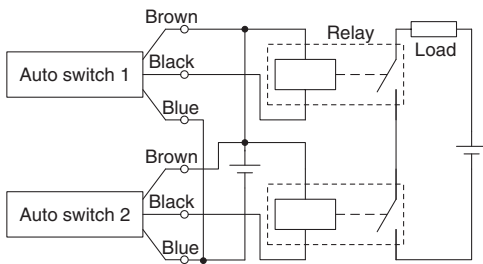 Brown
Relay
Black
Load
Auto switch 1
Blue
Brown
Black
Auto switch 2
Blue